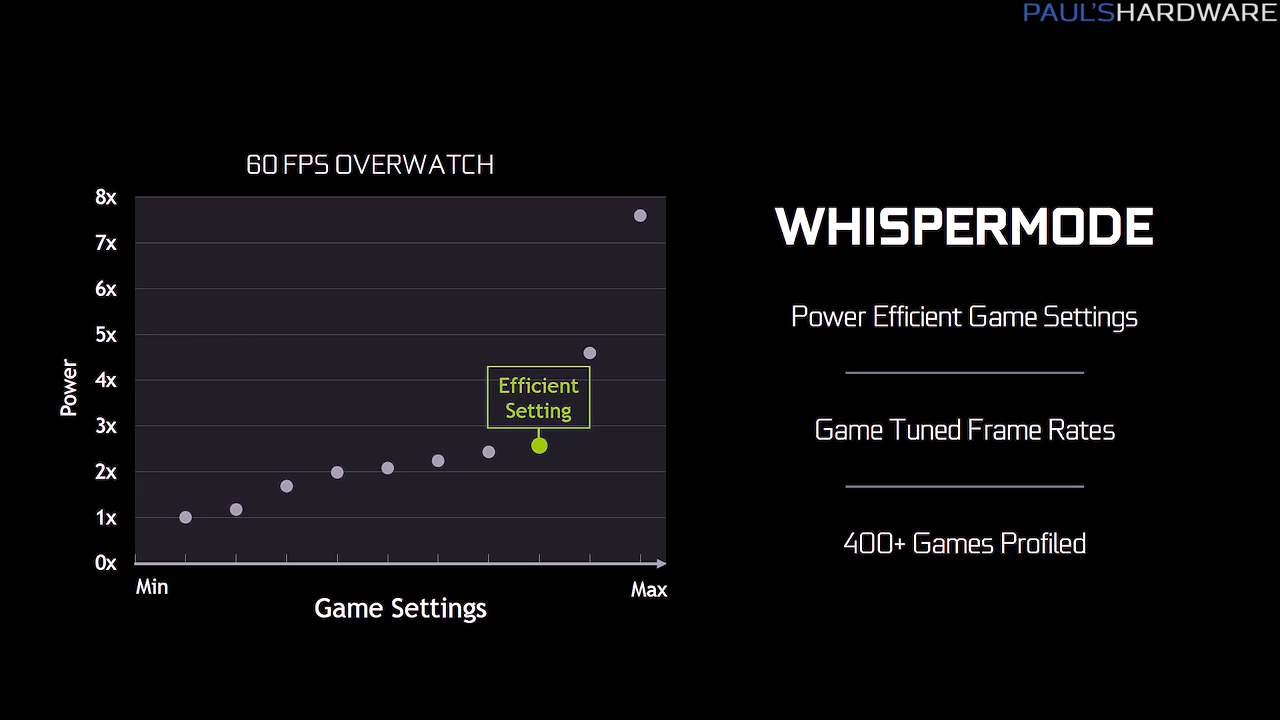 PAUL'SHARDWARE
60 FPS OVERWATCH
8x
7x
6x
5x
4x
3x
2x
1x
0x
Power
Efficient
Setting
Min
Max
Game Settings
WHISPERMODE
Power Efficient Game Settings
Game Tuned Frame Rates
400+ Games Profiled